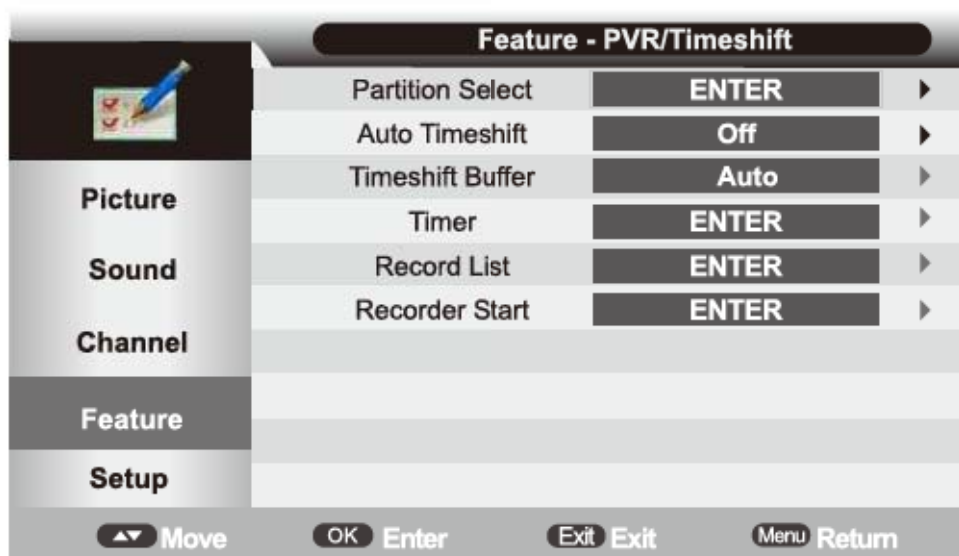 Feature - PVR/Timeshift
Partition Select ENTER
Auto Timeshift Off
Timeshift Buffer Auto
Timer ENTER
Record List ENTER
Recorder Start ENTER
Picture
Sound
Channel
Feature
Setup
Move OK Enter Exit Exit Menu Return